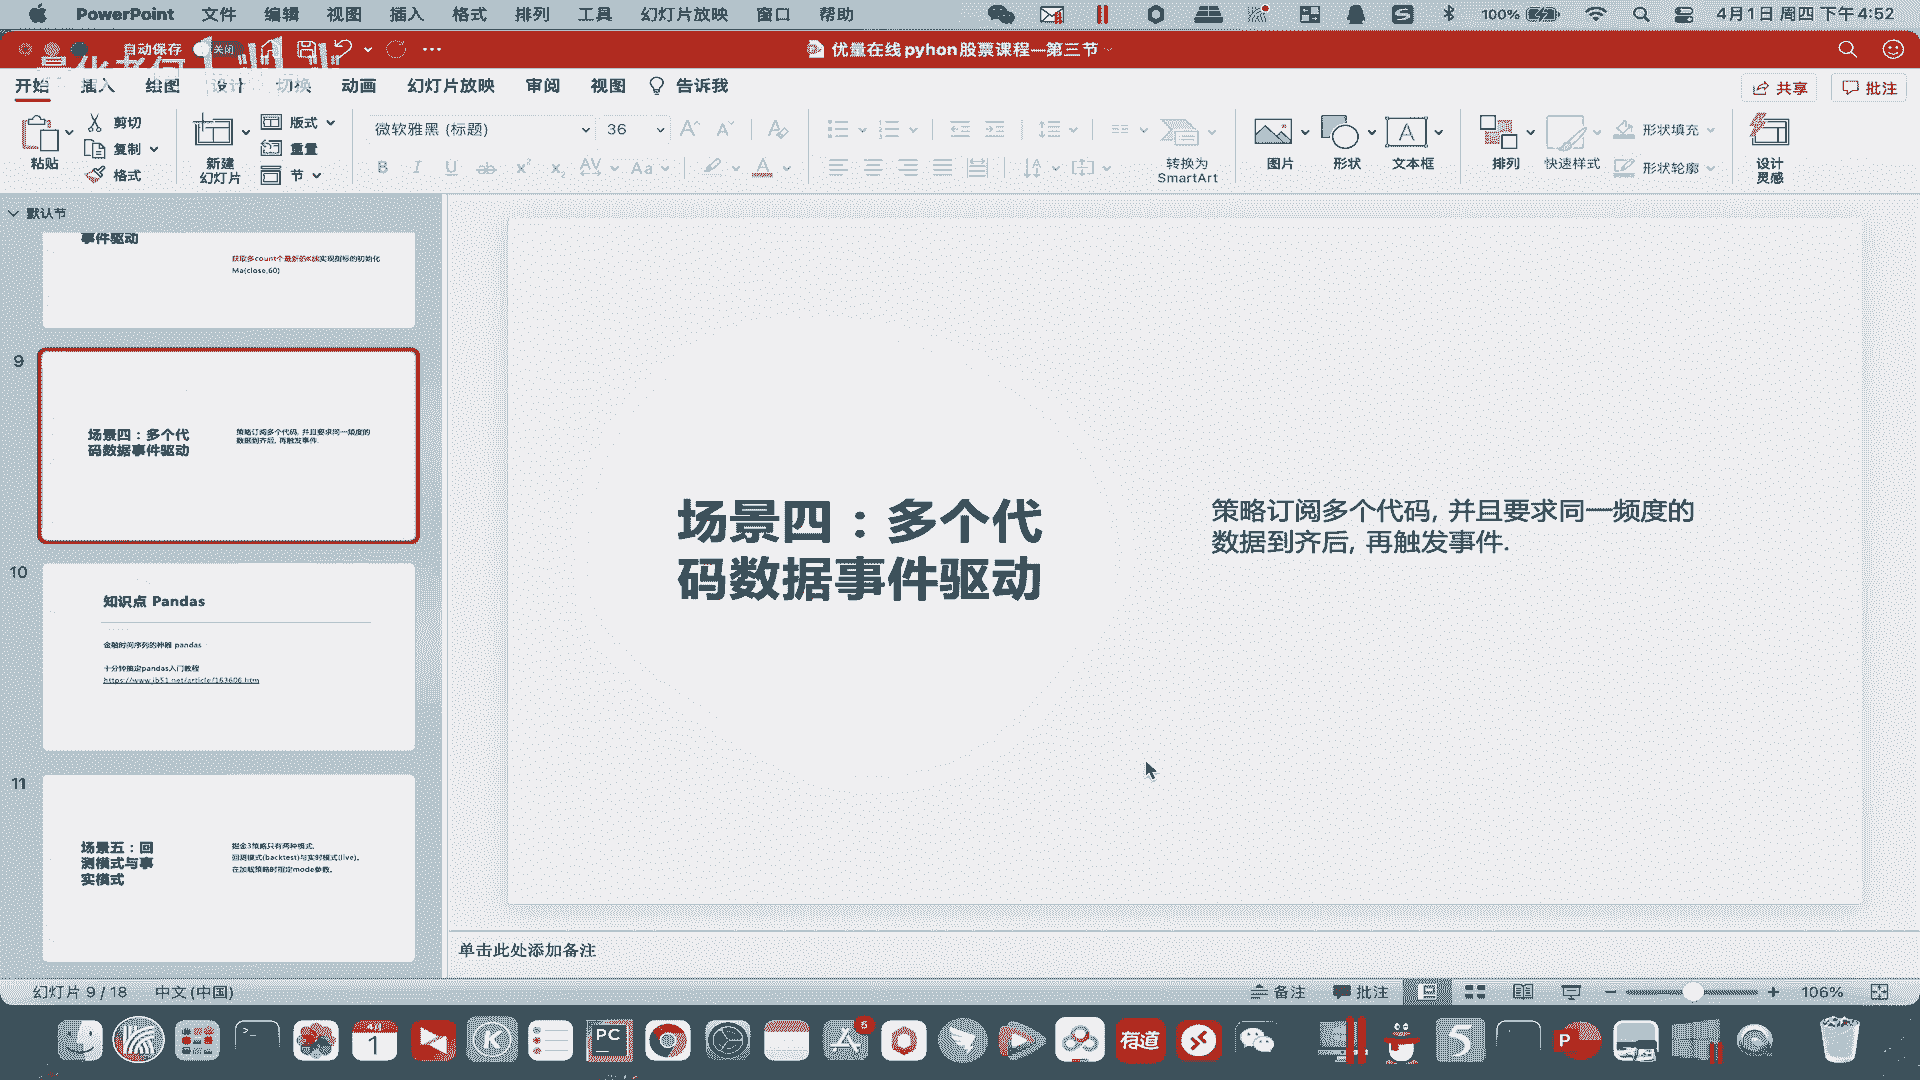 PowerPoint 文件 编辑 视图 插入 格式 排列 工具 幻灯片放映 窗口 帮助
100% 4月1日 周四 下午4:52
自动保存 关闭
优量在线pyhon股票课程—第三节
开始 插入 绘图 设计 切换 动画 幻灯片放映 审阅 视图 告诉我
共享 批注
粘贴
剪切
复制
格式
新建
幻灯片
版式
重置
节
微软雅黑 (标题) 36
转换为
SmartArt
图片
形状
文本框
排列
快速样式
形状填充
形状轮廓
设计
灵感
默认节
事件驱动
获取多count个最新的K线实现指标的初始化
Ma(close,60)
9
场景四：多个代
码数据事件驱动
策略订阅多个代码, 并且要求同一频度的
数据到齐后, 再触发事件.
10
知识点 Pandas
金融时间序列的神器 pandas
十分钟搞定pandas入门教程
https://www.jb51.net/article/163606.htm
11
场景五：回
测模式与事
实模式
掘金3策略只有两种模式,
回测模式(backtest)与实时模式(live)。
在加载策略时指定mode参数。
场景四：多个代
码数据事件驱动
策略订阅多个代码, 并且要求同一频度的
数据到齐后, 再触发事件.
单击此处添加备注
幻灯片 9 / 18 中文 (中国)
备注 批注 106%